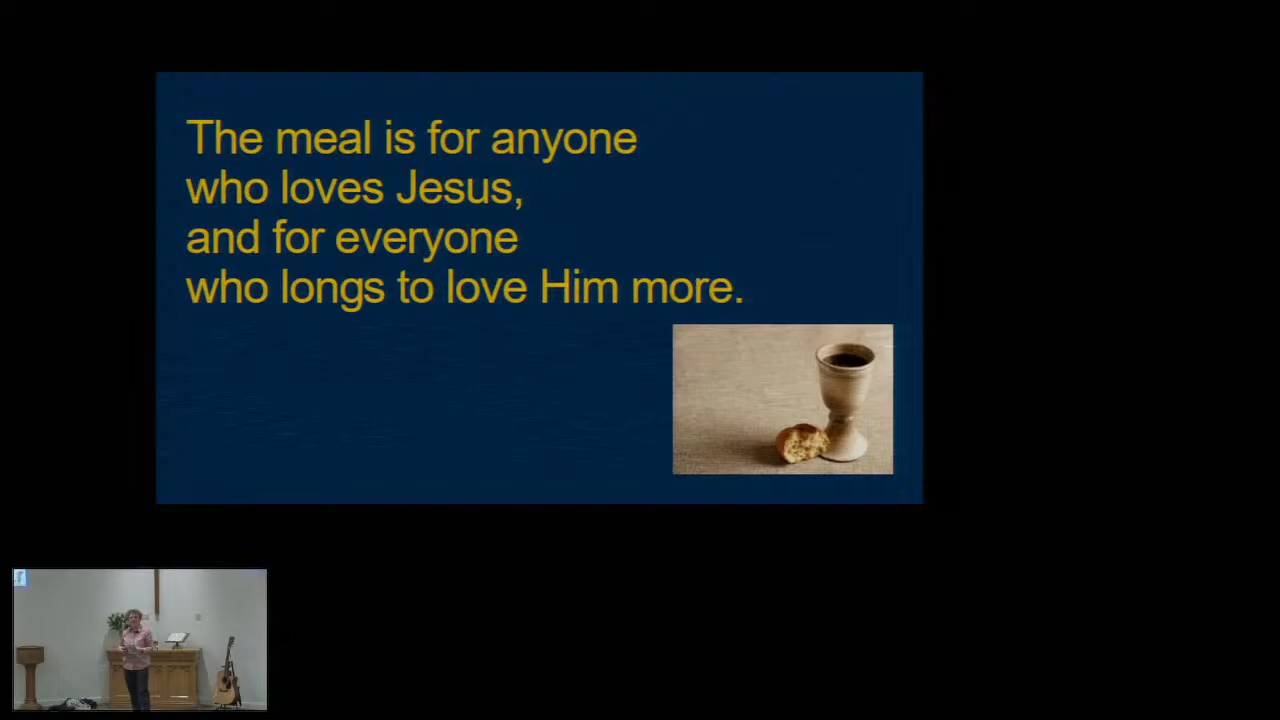 The meal is for anyone
who loves Jesus,
and for everyone
who longs to love Him more.